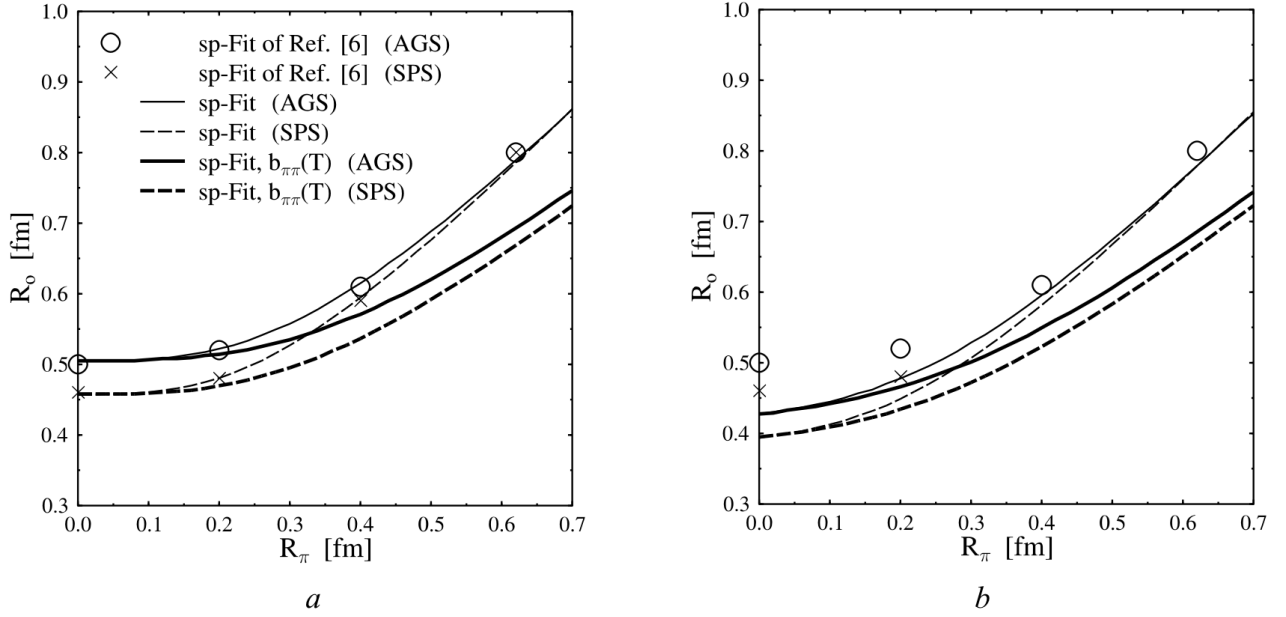 1.0
0.9
0.8
0.7
0.6
0.5
0.4
0.3
R_o [fm]
sp-Fit of Ref. [6] (AGS)
sp-Fit of Ref. [6] (SPS)
sp-Fit (AGS)
sp-Fit (SPS)
sp-Fit, b_ππ(T) (AGS)
sp-Fit, b_ππ(T) (SPS)
0.0 0.1 0.2 0.3 0.4 0.5 0.6 0.7
R_π [fm]
a
1.0
0.9
0.8
0.7
0.6
0.5
0.4
0.3
R_o [fm]
0.0 0.1 0.2 0.3 0.4 0.5 0.6 0.7
R_π [fm]
b